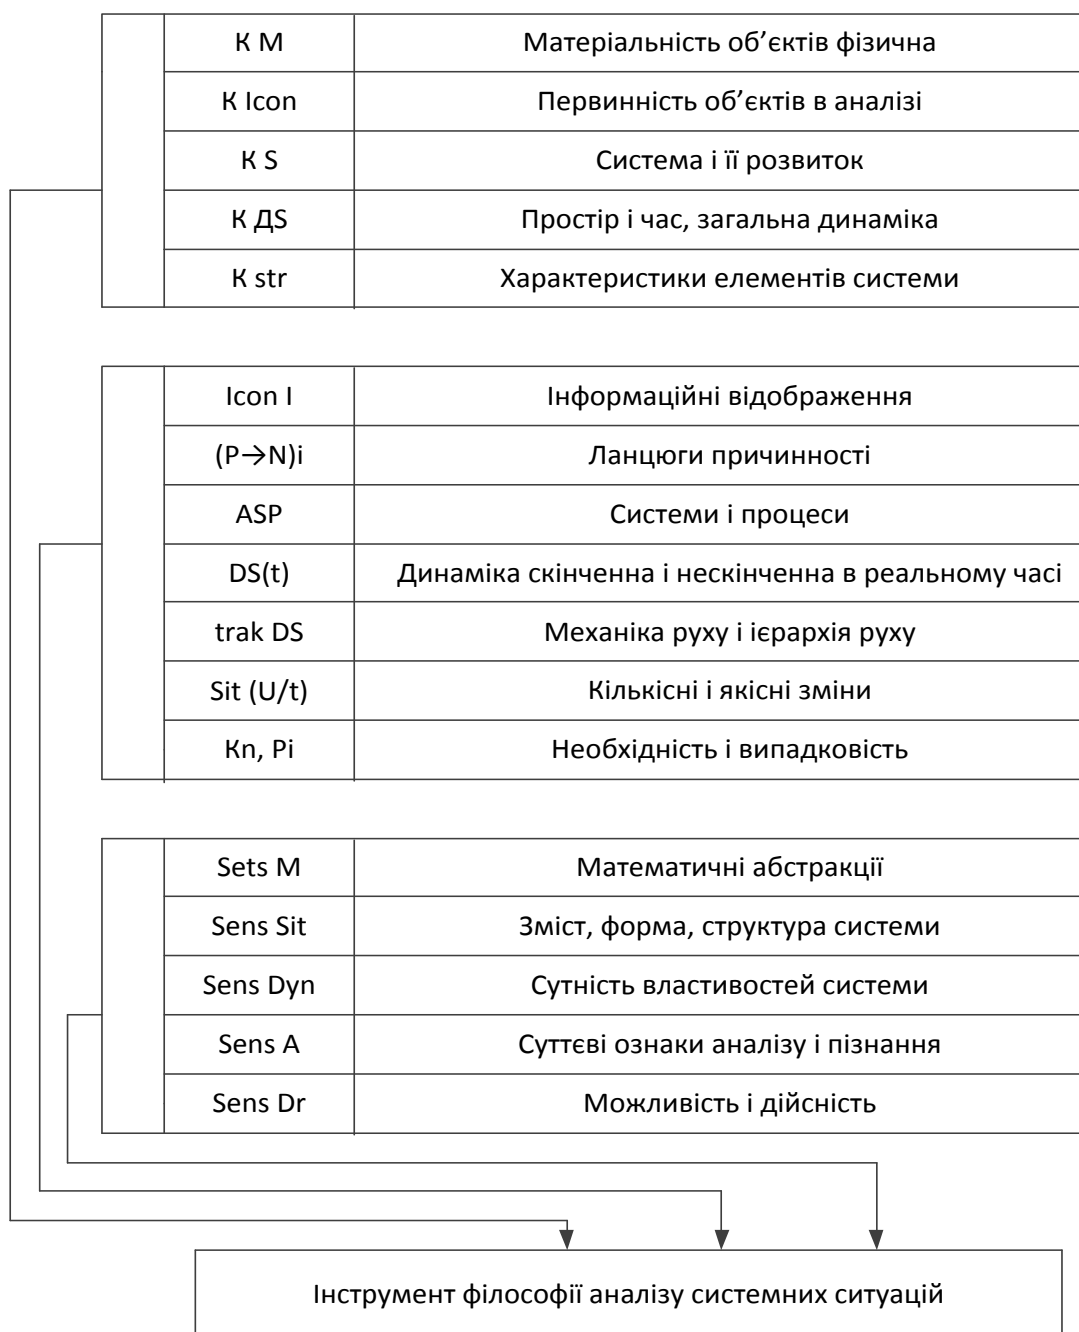 К М Матеріальність об’єктів фізична
К Icon Первинність об’єктів в аналізі
К S Система і її розвиток
К ДS Простір і час, загальна динаміка
К str Характеристики елементів системи
Icon I Інформаційні відображення
(P→N)i Ланцюги причинності
ASP Системи і процеси
DS(t) Динаміка скінченна і нескінченна в реальному часі
trak DS Механіка руху і ієрархія руху
Sit (U/t) Кількісні і якісні зміни
Кn, Pi Необхідність і випадковість
Sets M Математичні абстракції
Sens Sit Зміст, форма, структура системи
Sens Dyn Сутність властивостей системи
Sens A Суттєві ознаки аналізу і пізнання
Sens Dr Можливість і дійсність
Інструмент філософії аналізу системних ситуацій